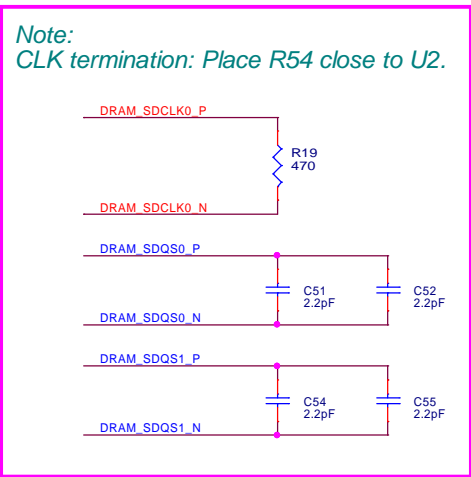 Note:
CLK termination: Place R54 close to U2.
DRAM_SDCLK0_P
R19
470
DRAM_SDCLK0_N
DRAM_SDQS0_P
C51
2.2pF
C52
2.2pF
DRAM_SDQS0_N
DRAM_SDQS1_P
C54
2.2pF
C55
2.2pF
DRAM_SDQS1_N